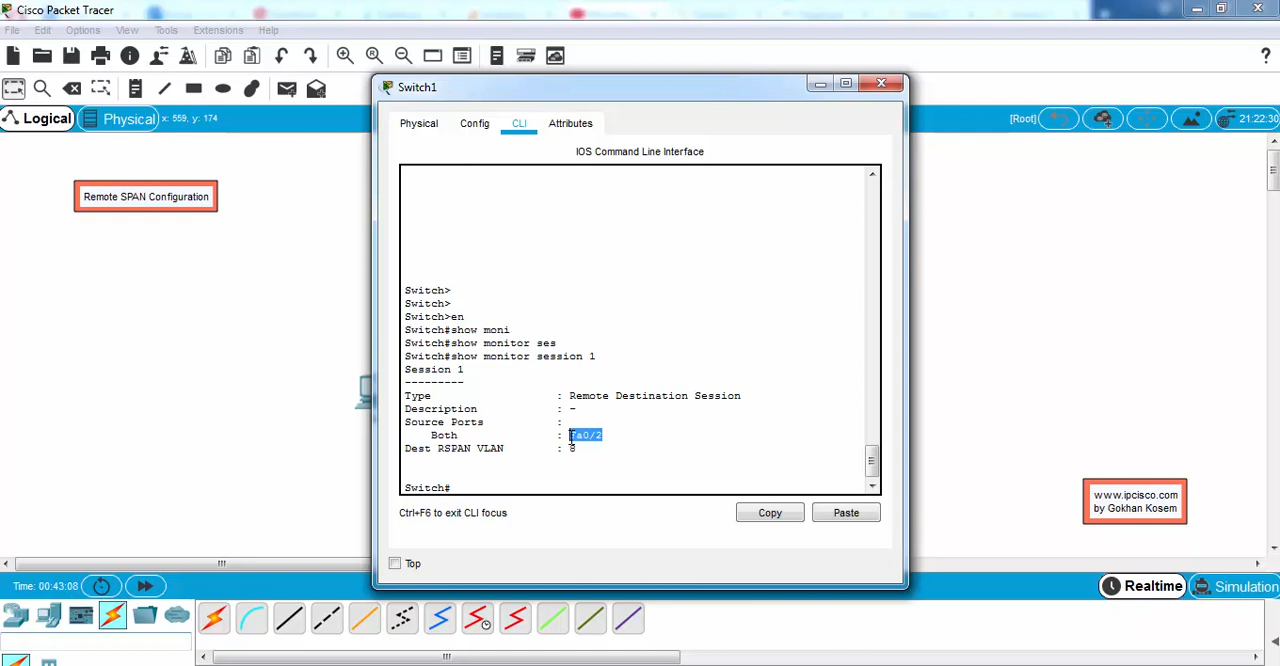 Cisco Packet Tracer
File Edit Options View Tools Extensions Help
?
Logical Physical x: 559, y: 174 [Root] 21:22:30
Remote SPAN Configuration
Switch1
Physical Config CLI Attributes
IOS Command Line Interface
Switch>
Switch>
Switch>en
Switch#show moni
Switch#show monitor ses
Switch#show monitor session 1
Session 1
---------
Type : Remote Destination Session
Description : -
Source Ports :
Both : Fa0/2
Dest RSPAN VLAN : 8
Switch#
Ctrl+F6 to exit CLI focus
Copy Paste
Top
www.ipcisco.com
by Gokhan Kosem
Time: 00:43:08 Realtime Simulation